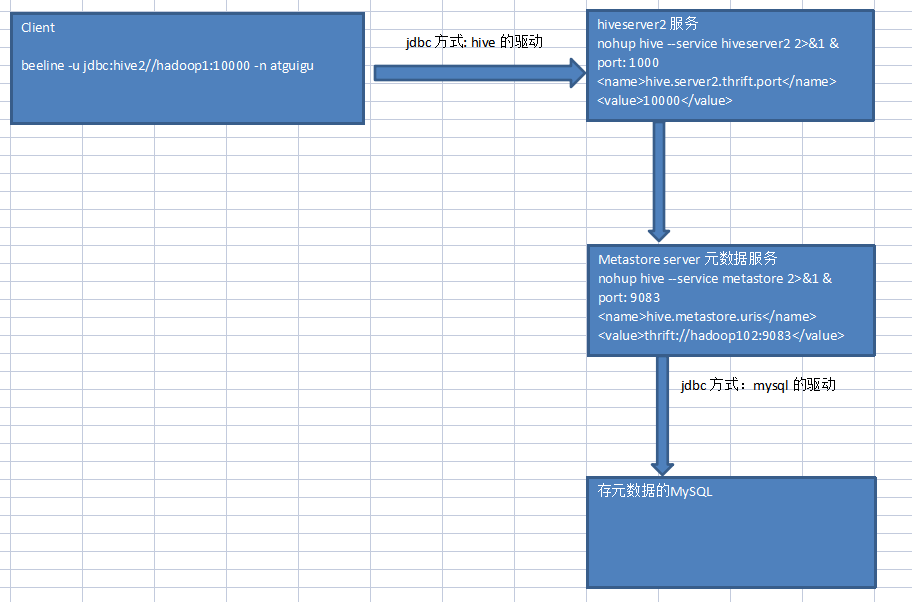 Client
beeline -u jdbc:hive2//hadoop1:10000 -n atguigu
jdbc 方式: hive 的驱动
hiveserver2 服务
nohup hive --service hiveserver2 2>&1 &
port: 1000
<name>hive.server2.thrift.port</name>
<value>10000</value>
Metastore server 元数据服务
nohup hive --service metastore 2>&1 &
port: 9083
<name>hive.metastore.uris</name>
<value>thrift://hadoop102:9083</value>
jdbc 方式：mysql 的驱动
存元数据的MySQL